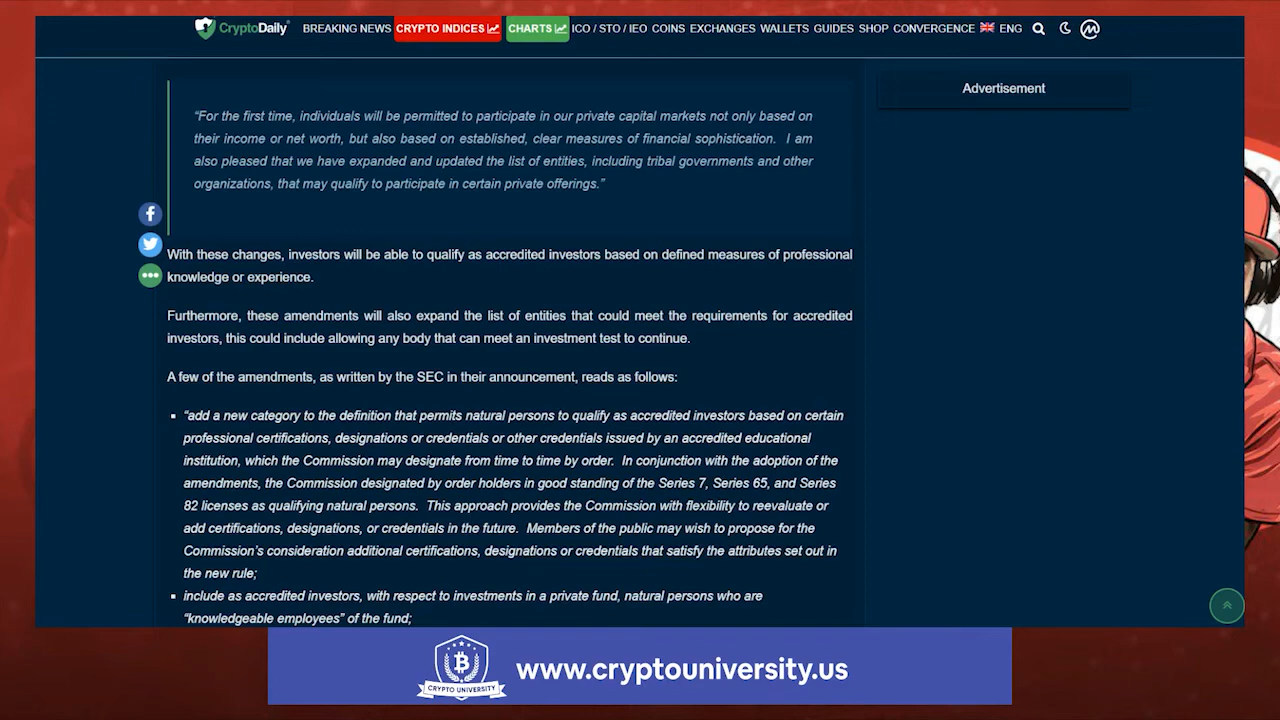 CryptoDaily
BREAKING NEWS CRYPTO INDICES CHARTS ICO / STO / IEO COINS EXCHANGES WALLETS GUIDES SHOP CONVERGENCE ENG
Advertisement
“For the first time, individuals will be permitted to participate in our private capital markets not only based on
their income or net worth, but also based on established, clear measures of financial sophistication.  I am
also pleased that we have expanded and updated the list of entities, including tribal governments and other
organizations, that may qualify to participate in certain private offerings.”
With these changes, investors will be able to qualify as accredited investors based on defined measures of professional
knowledge or experience.
Furthermore, these amendments will also expand the list of entities that could meet the requirements for accredited
investors, this could include allowing any body that can meet an investment test to continue.
A few of the amendments, as written by the SEC in their announcement, reads as follows:
“add a new category to the definition that permits natural persons to qualify as accredited investors based on certain
professional certifications, designations or credentials or other credentials issued by an accredited educational
institution, which the Commission may designate from time to time by order.  In conjunction with the adoption of the
amendments, the Commission designated by order holders in good standing of the Series 7, Series 65, and Series
82 licenses as qualifying natural persons.  This approach provides the Commission with flexibility to reevaluate or
add certifications, designations, or credentials in the future.  Members of the public may wish to propose for the
Commission’s consideration additional certifications, designations or credentials that satisfy the attributes set out in
the new rule;
include as accredited investors, with respect to investments in a private fund, natural persons who are
“knowledgeable employees” of the fund;
CRYPTO UNIVERSITY
www.cryptouniversity.us